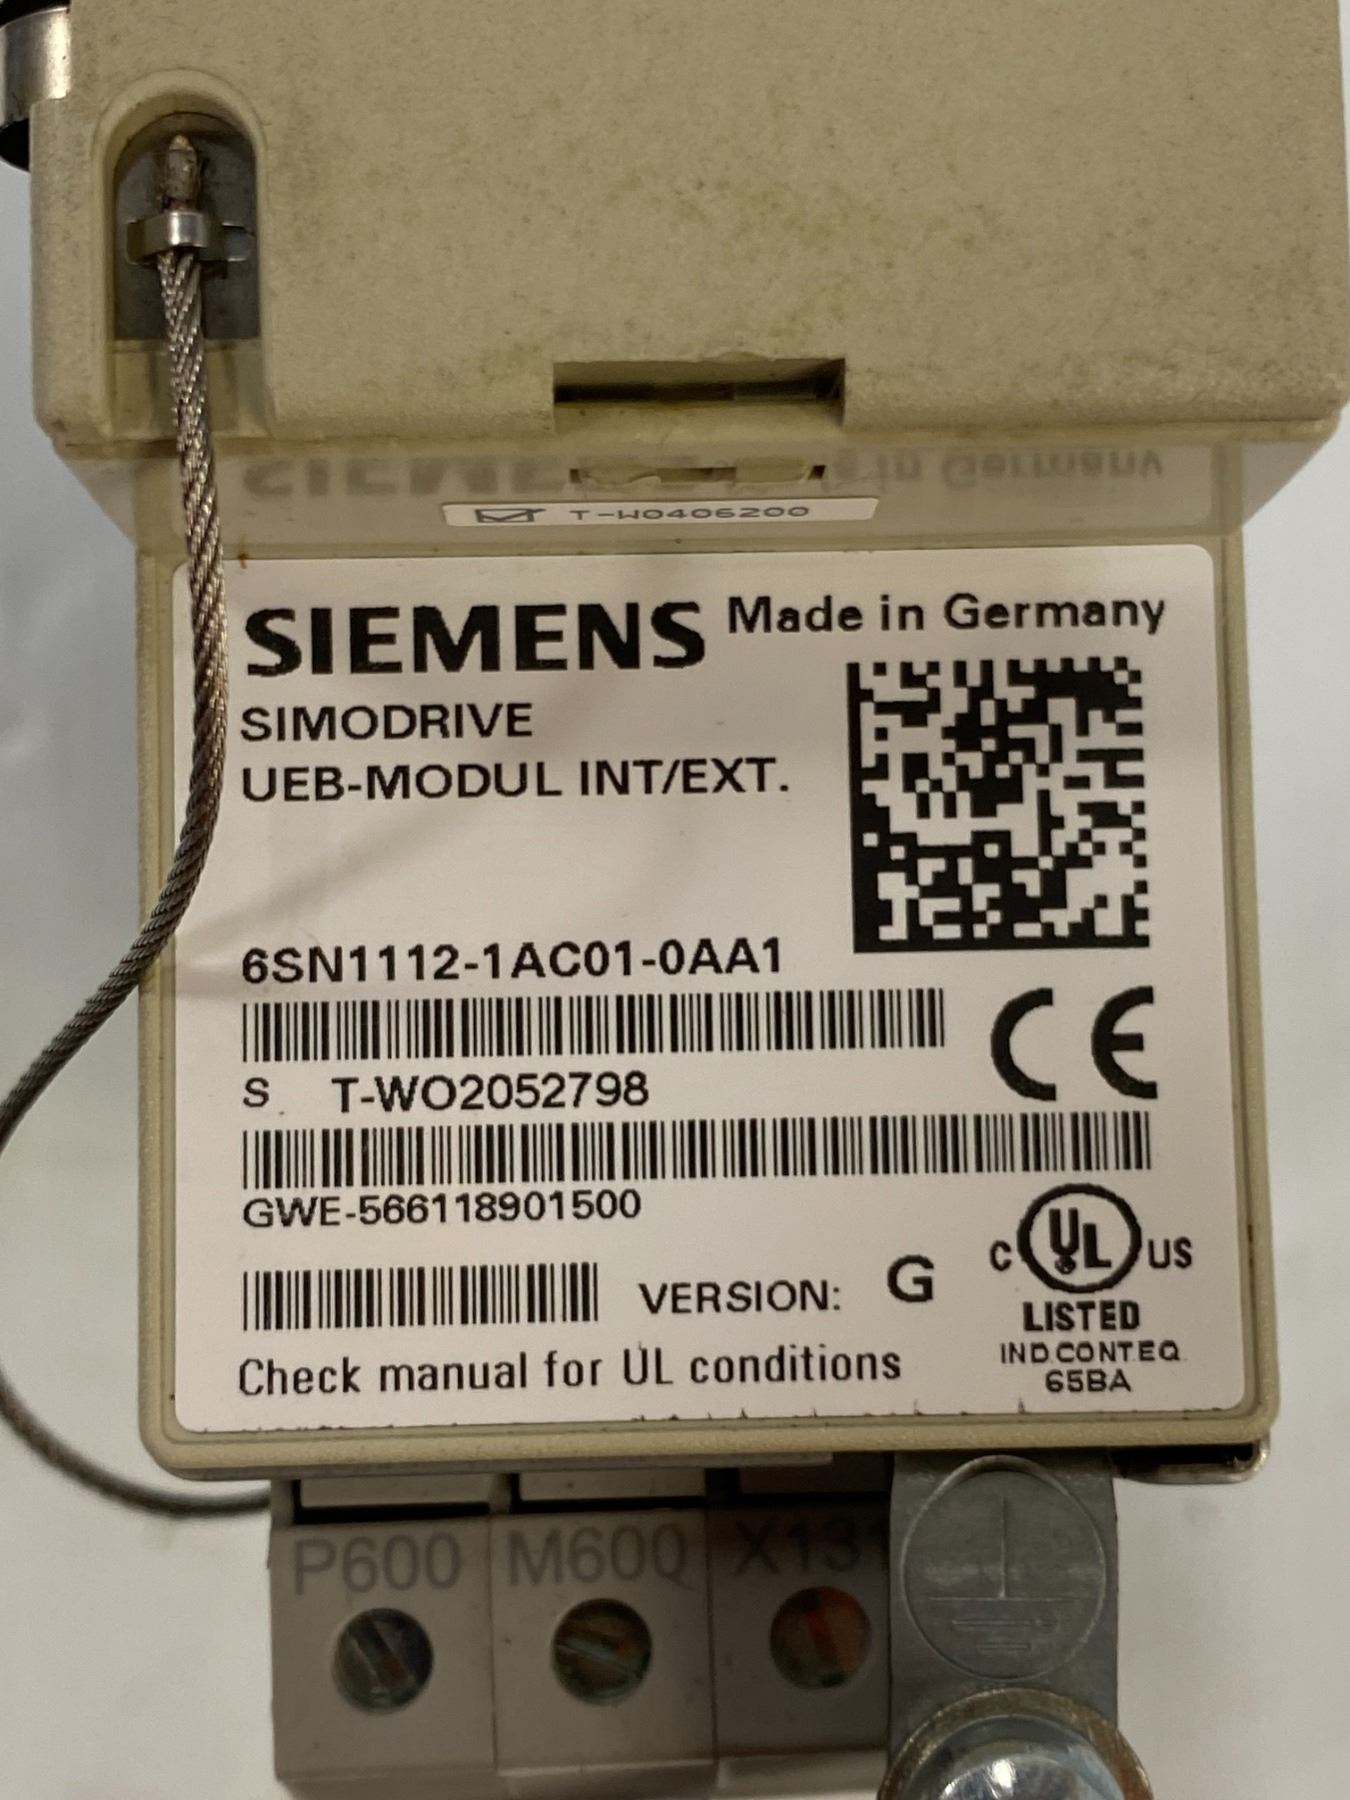 T-W0406200
SIEMENS Made in Germany
SIMODRIVE
UEB-MODUL INT/EXT.
6SN1112-1AC01-0AA1
S T-WO2052798
GWE-566118901500
VERSION: G
C UL US
LISTED
IND.CONT.EQ.
65BA
Check manual for UL conditions
P600 M600 X131